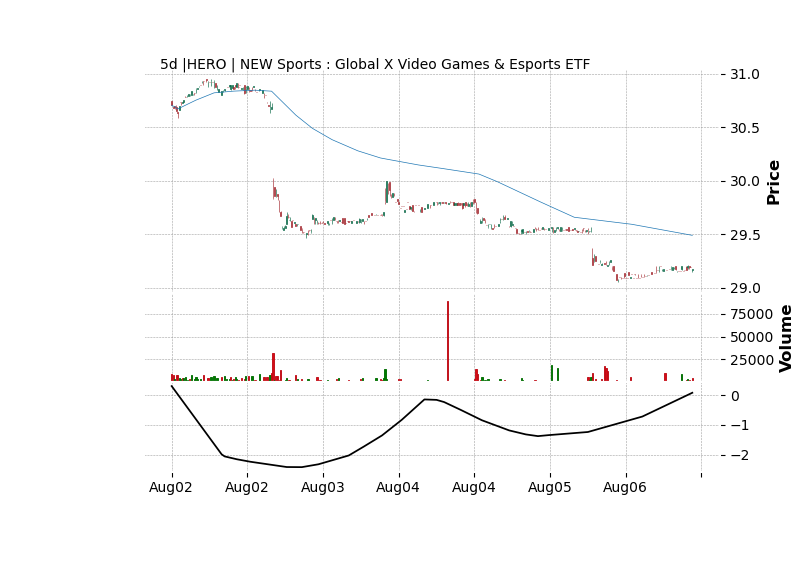 5d |HERO | NEW Sports : Global X Video Games & Esports ETF
31.0
30.5
30.0
29.5
29.0
Price
75000
50000
25000
Volume
0
−1
−2
Aug02 Aug02 Aug03 Aug04 Aug04 Aug05 Aug06